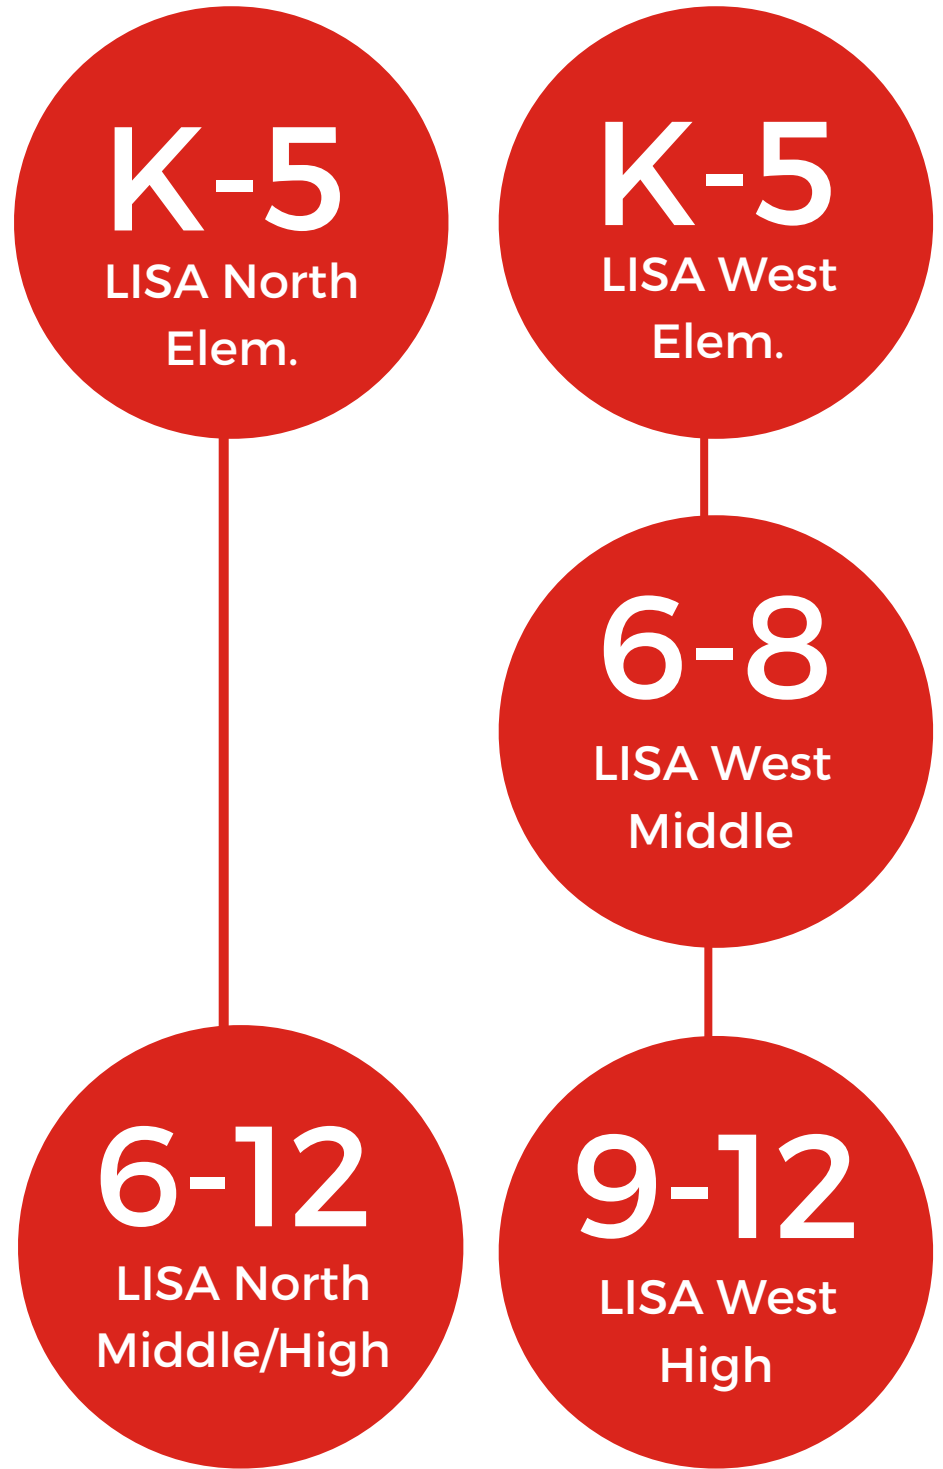 K-5
LISA North
Elem.
6-12
LISA North
Middle/High
K-5
LISA West
Elem.
6-8
LISA West
Middle
9-12
LISA West
High